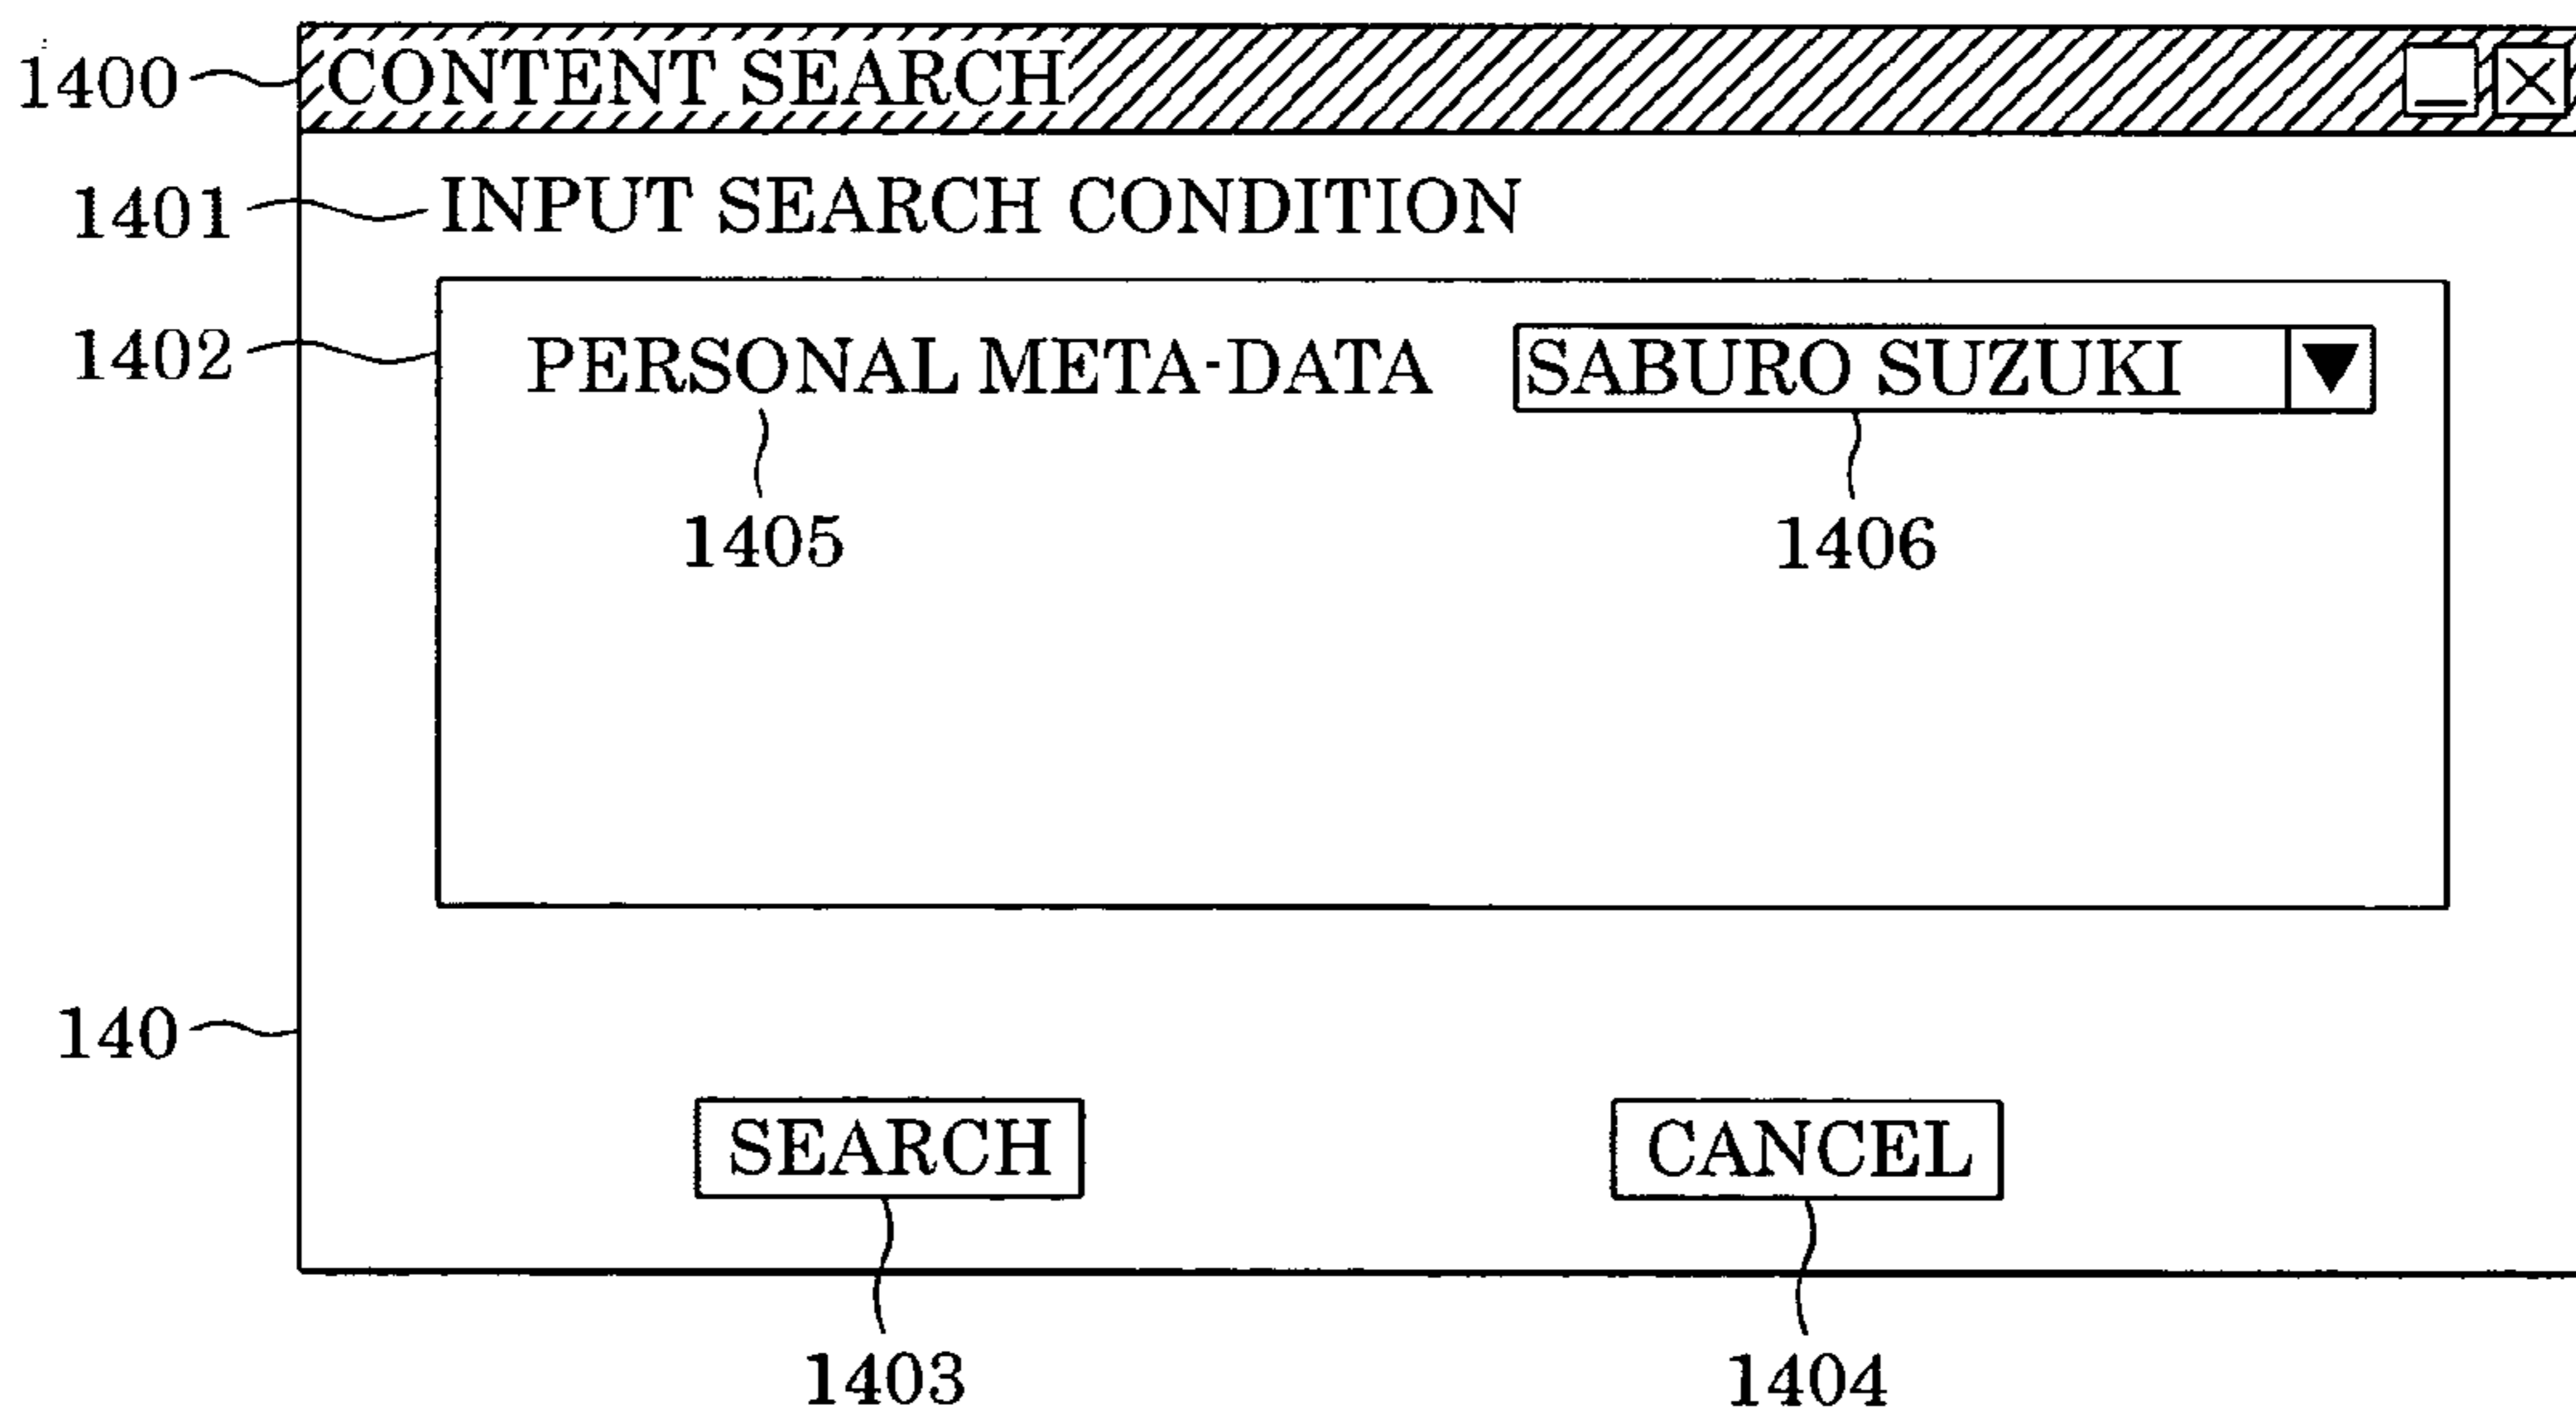 1400 CONTENT SEARCH
1401 INPUT SEARCH CONDITION
1402 PERSONAL META-DATA SABURO SUZUKI
1405 1406
140
SEARCH CANCEL
1403 1404